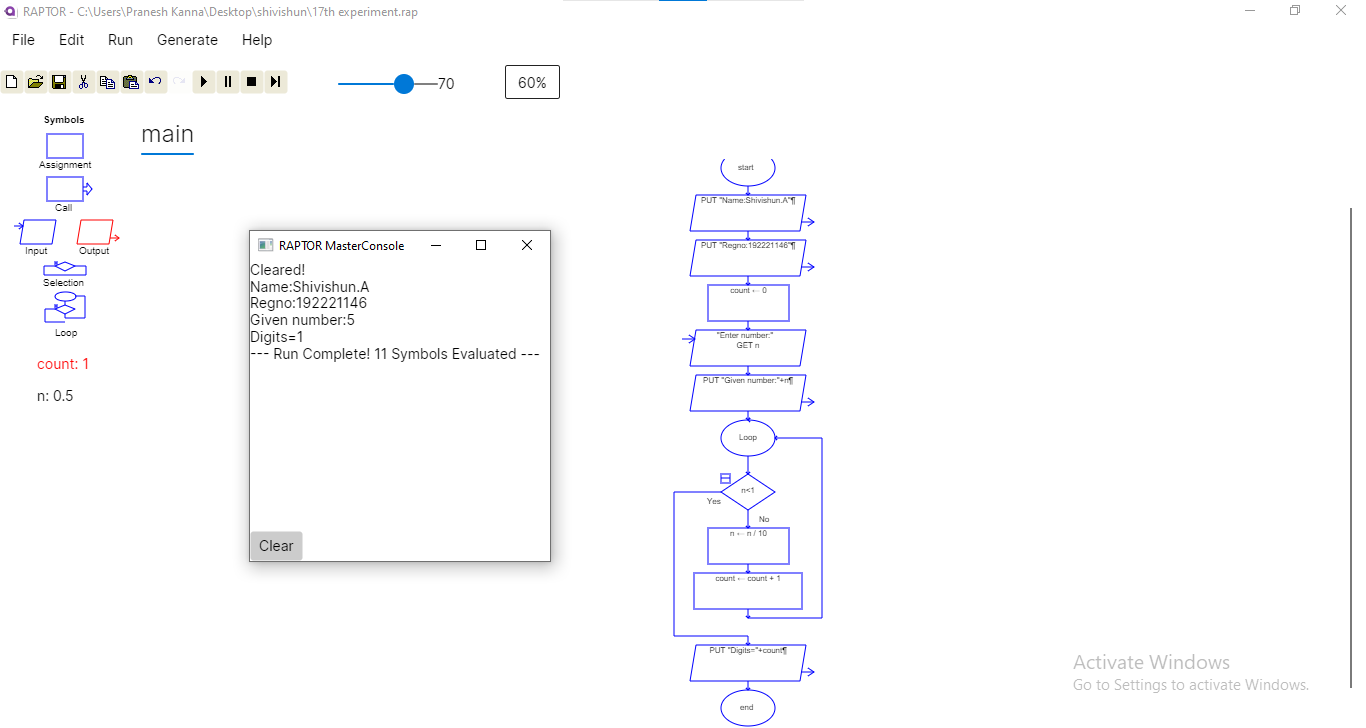 RAPTOR - C:\Users\Pranesh Kanna\Desktop\shivishun\17th experiment.rap
File Edit Run Generate Help
70
60%
Symbols
Assignment
Call
Input Output
Selection
Loop
count: 1
n: 0.5
main
RAPTOR MasterConsole
Cleared!
Name:Shivishun.A
Regno:192221146
Given number:5
Digits=1
--- Run Complete! 11 Symbols Evaluated ---
Clear
start
PUT "Name:Shivishun.A"¶
PUT "Regno:192221146"¶
count ← 0
"Enter number:"
GET n
PUT "Given number:"+n¶
Loop
n<1
Yes
No
n ← n / 10
count ← count + 1
PUT "Digits="+count¶
end
Activate Windows
Go to Settings to activate Windows.